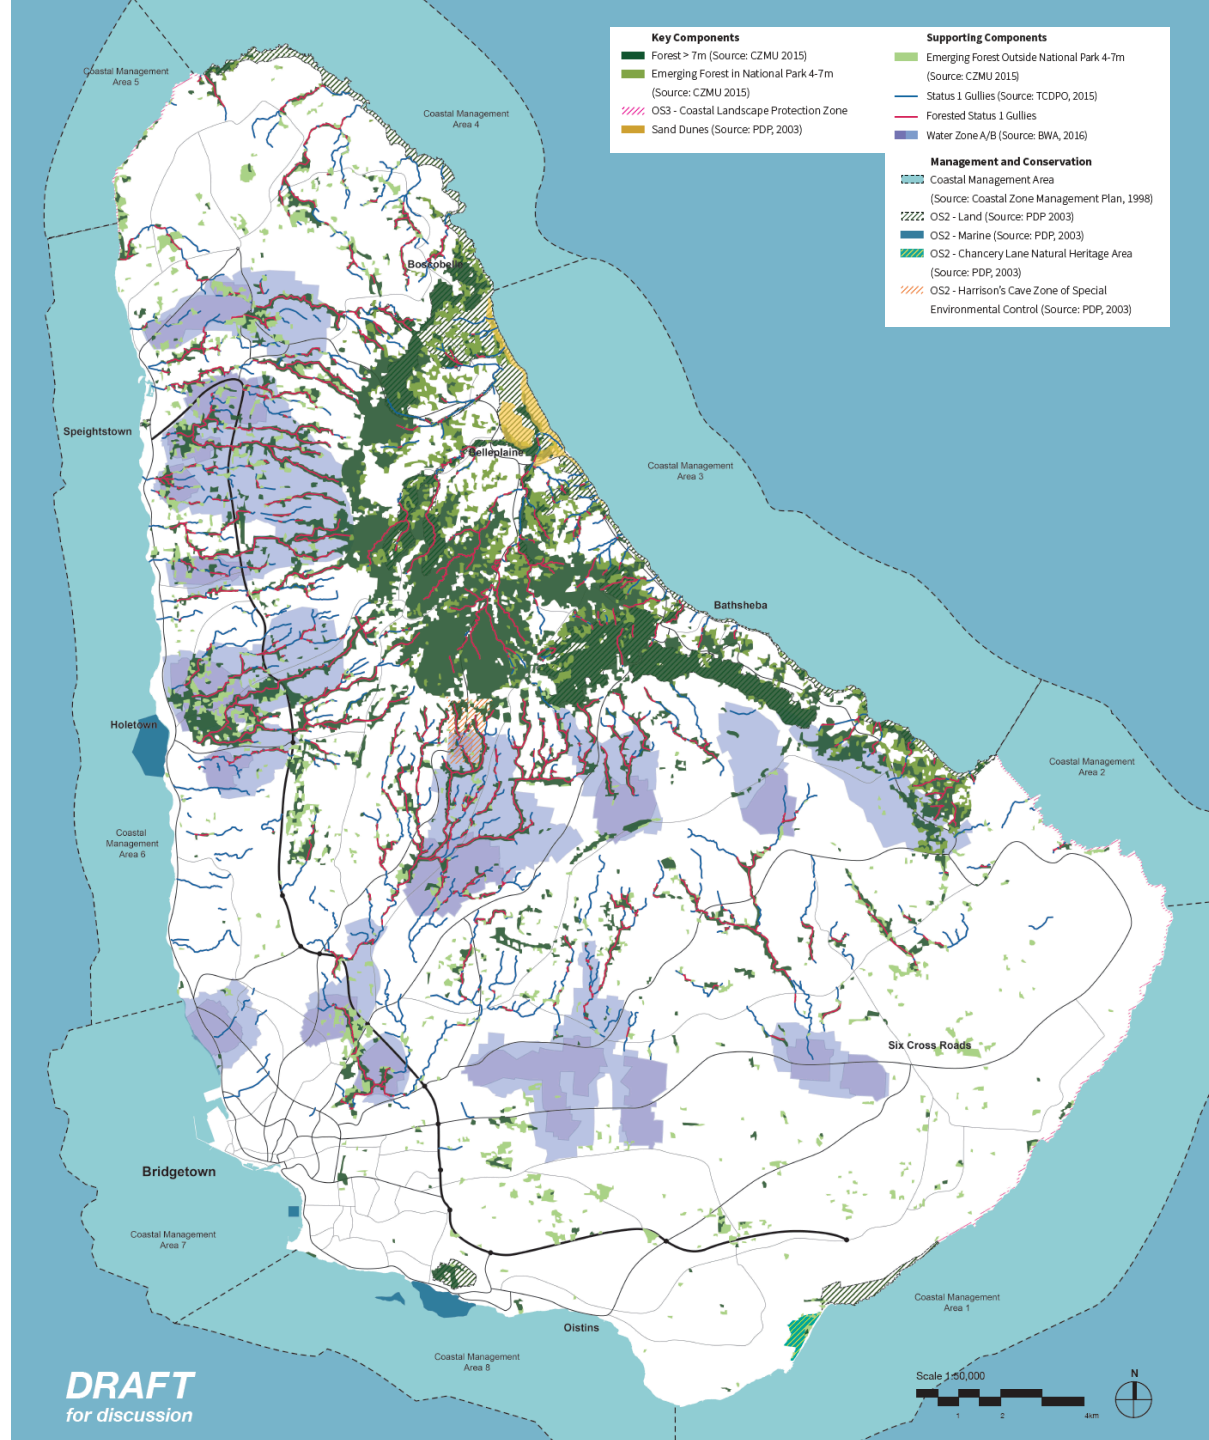 Key Components
Forest > 7m (Source: CZMU 2015)
Emerging Forest in National Park 4-7m
(Source: CZMU 2015)
OS3 - Coastal Landscape Protection Zone
Sand Dunes (Source: PDP, 2003)
Supporting Components
Emerging Forest Outside National Park 4-7m
(Source: CZMU 2015)
Status 1 Gullies (Source: TCDPO, 2015)
Forested Status 1 Gullies
Water Zone A/B (Source: BWA, 2016)
Management and Conservation
Coastal Management Area
(Source: Coastal Zone Management Plan, 1998)
OS2 - Land (Source: PDP 2003)
OS2 - Marine (Source: PDP, 2003)
OS2 - Chancery Lane Natural Heritage Area
(Source: PDP, 2003)
OS2 - Harrison's Cave Zone of Special
Environmental Control (Source: PDP, 2003)
Coastal Management
Area 5
Coastal Management
Area 4
Boscobelle
Speightstown
Belleplaine
Coastal Management
Area 3
Bathsheba
Holetown
Coastal Management
Area 2
Coastal
Management
Area 6
Six Cross Roads
Bridgetown
Coastal Management
Area 7
Coastal Management
Area 1
Oistins
Coastal Management
Area 8
DRAFT
for discussion
Scale 1:50,000
1
2
4km
N